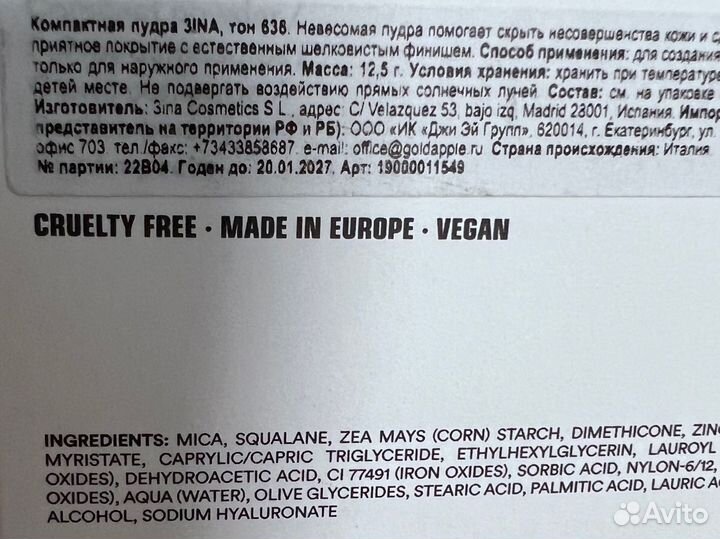 Компактная пудра 3INA, тон 636. Невесомая пудра помогает скрыть несовершенства кожи и с
приятное покрытие с естественным шелковистым финишем. Способ применения: для создания
только для наружного применения. Масса: 12,5 г. Условия хранения: хранить при температуре
детей месте. Не подвергать воздействию прямых солнечных лучей. Состав: см. на упаковке
Изготовитель: 3ina Cosmetics S L , адрес: C/ Velazquez 53, bajo izq, Madrid 28001, Испания. Импор
представитель на территории РФ и РБ): ООО «ИК «Джи Эй Групп», 620014, г. Екатеринбург, ул.
офис 703. тел./факс: +73433858687. e-mail: office@goldapple.ru Страна происхождения: Италия
№ партии: 22B04. Годен до: 20.01.2027. Арт: 19000011549
CRUELTY FREE · MADE IN EUROPE · VEGAN
INGREDIENTS: MICA, SQUALANE, ZEA MAYS (CORN) STARCH, DIMETHICONE, ZINC
MYRISTATE, CAPRYLIC/CAPRIC TRIGLYCERIDE, ETHYLHEXYLGLYCERIN, LAUROYL
OXIDES), DEHYDROACETIC ACID, CI 77491 (IRON OXIDES), SORBIC ACID, NYLON-6/12,
OXIDES), AQUA (WATER), OLIVE GLYCERIDES, STEARIC ACID, PALMITIC ACID, LAURIC A
ALCOHOL, SODIUM HYALURONATE
Avito